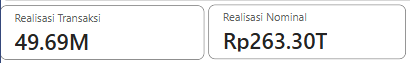 Realisasi Transaksi
49.69M
Realisasi Nominal
Rp263.30T